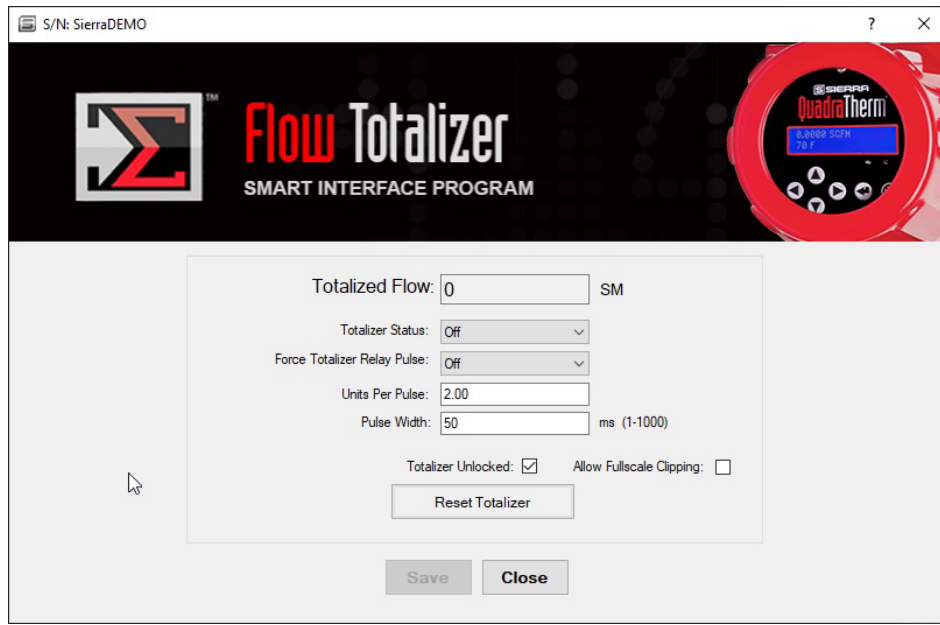 S/N: SierraDEMO ?
TM
Flow Totalizer
SMART INTERFACE PROGRAM
SIERRA
QuadraTherm
0.0000 SCFM
70 F
Totalized Flow: 0 SM
Totalizer Status: Off
Force Totalizer Relay Pulse: Off
Units Per Pulse: 2.00
Pulse Width: 50 ms (1-1000)
Totalizer Unlocked: Allow Fullscale Clipping:
Reset Totalizer
Save Close